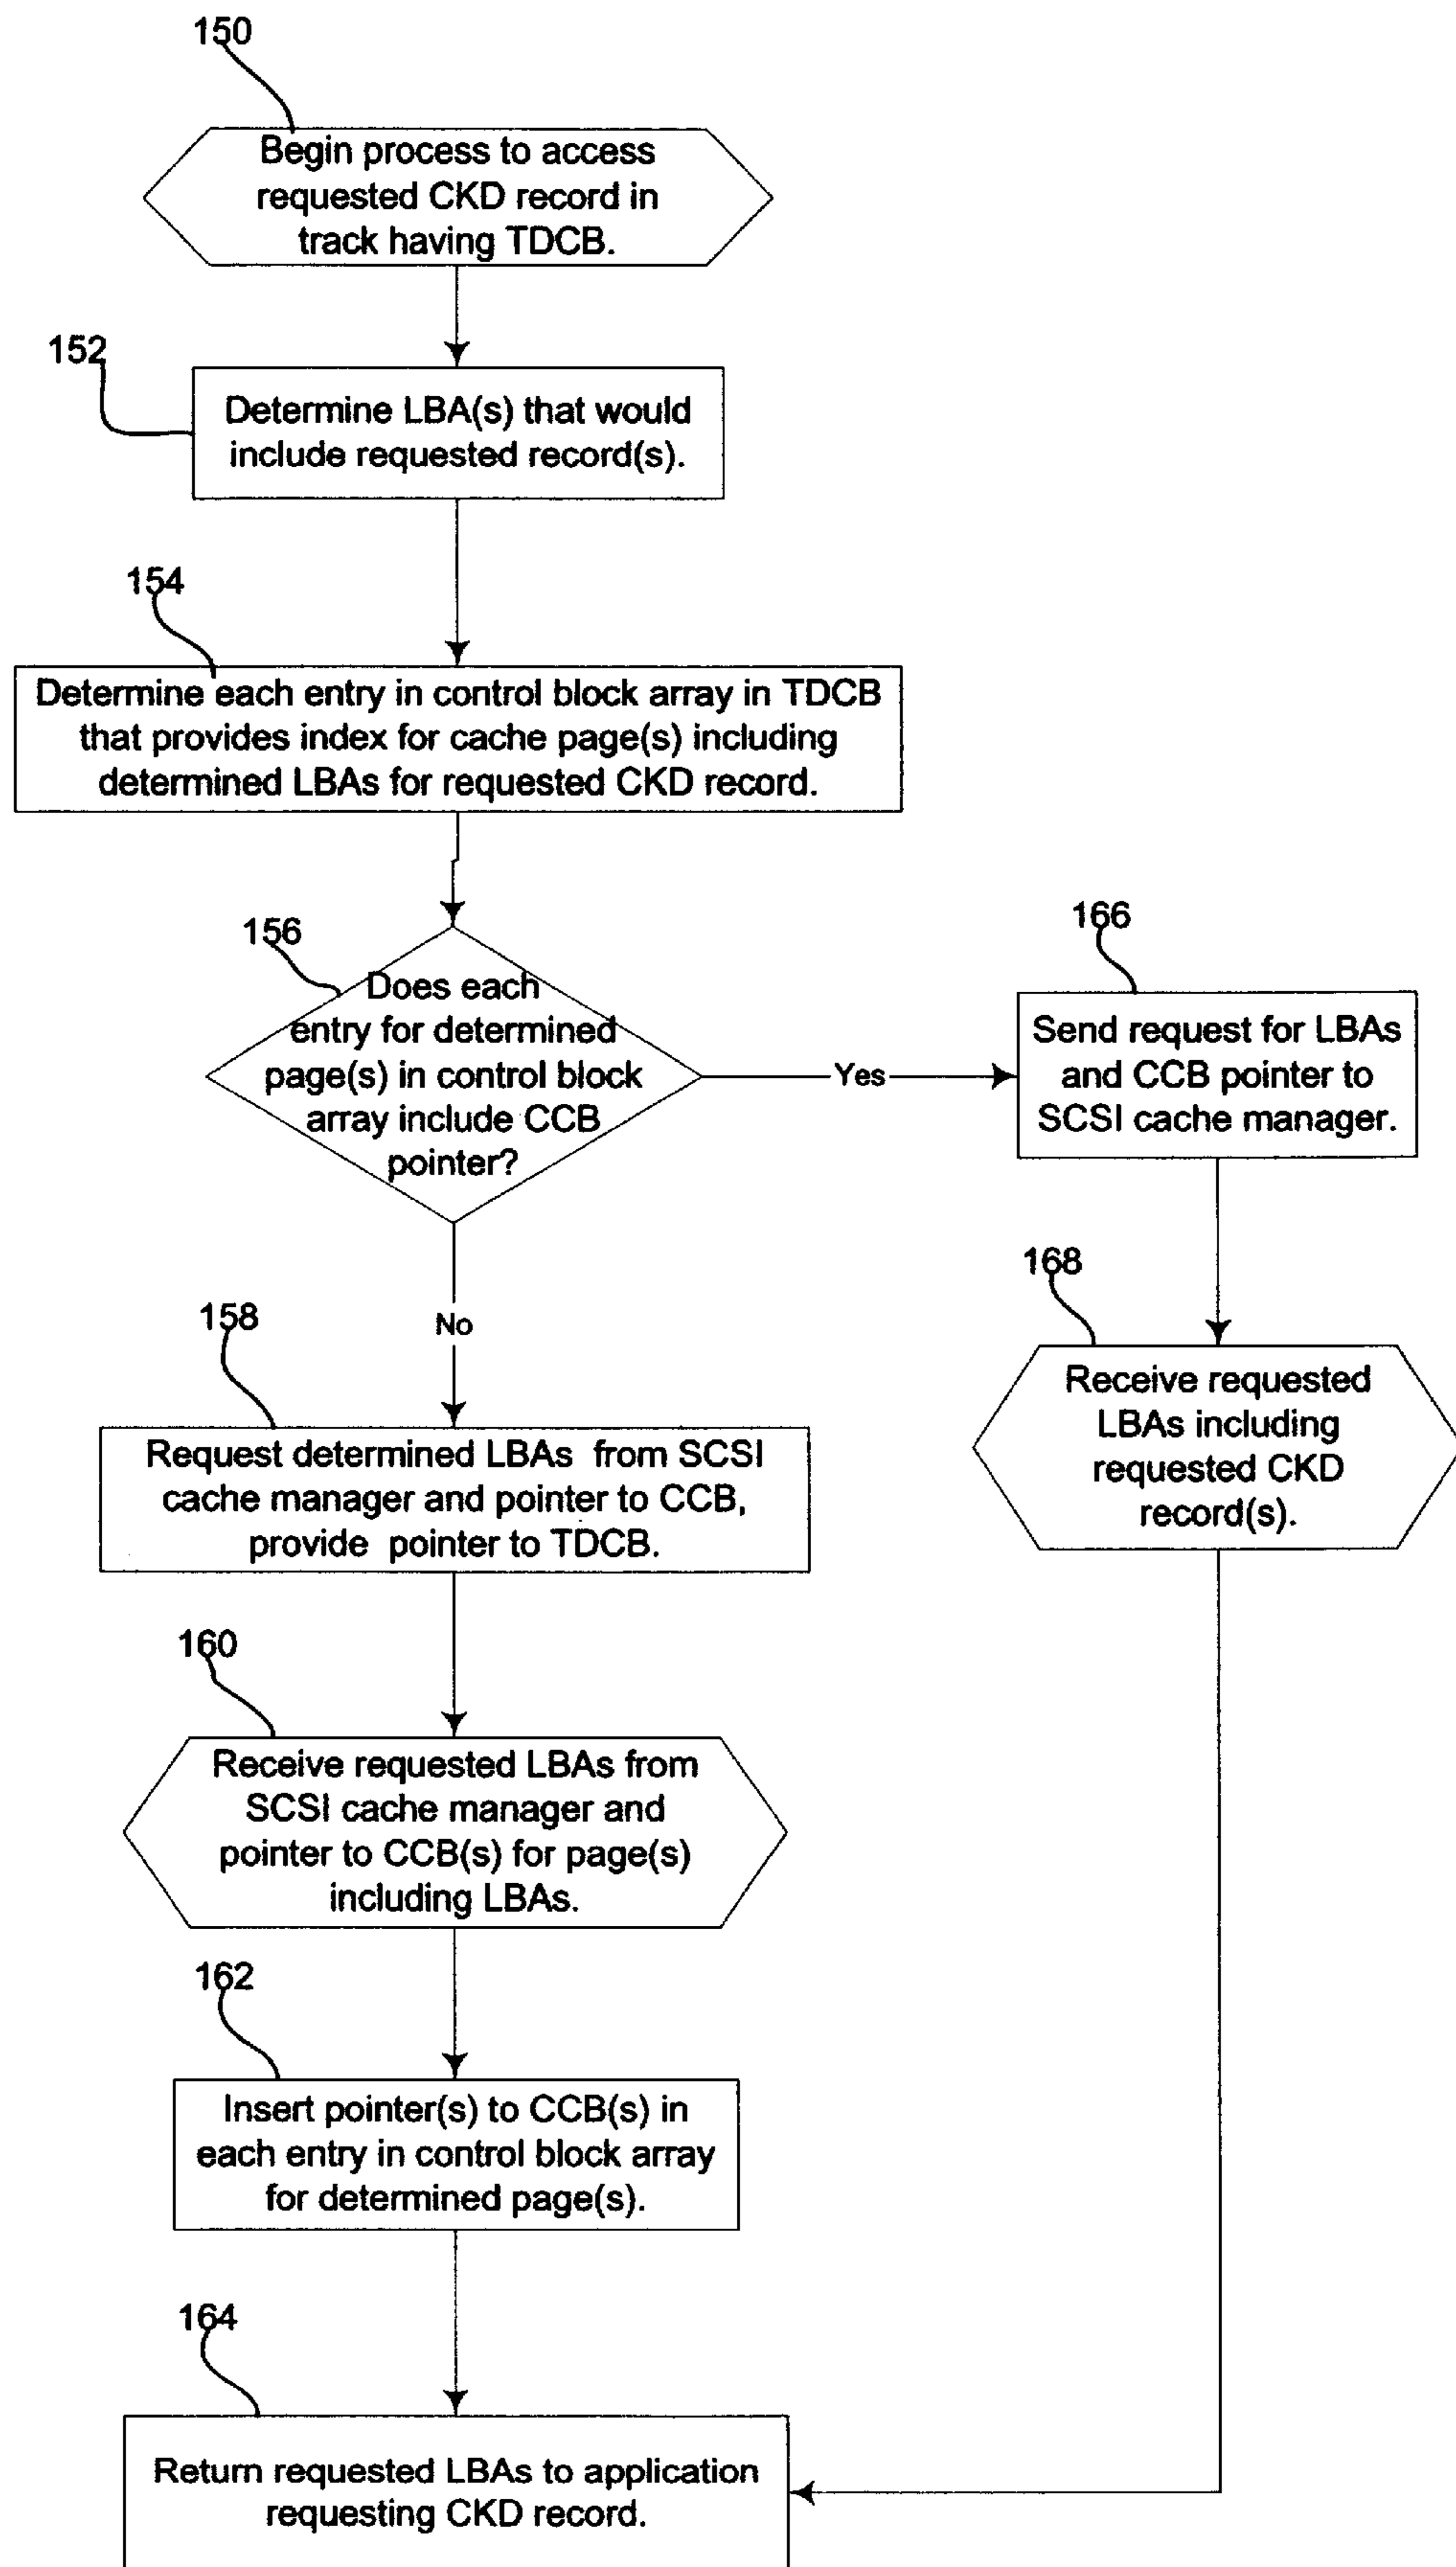 150
Begin process to access
requested CKD record in
track having TDCB.
152
Determine LBA(s) that would
include requested record(s).
154
Determine each entry in control block array in TDCB
that provides index for cache page(s) including
determined LBAs for requested CKD record.
156
Does each
entry for determined
page(s) in control block
array include CCB
pointer?
Yes
166
Send request for LBAs
and CCB pointer to
SCSI cache manager.
168
Receive requested
LBAs including
requested CKD
record(s).
No
158
Request determined LBAs from SCSI
cache manager and pointer to CCB,
provide pointer to TDCB.
160
Receive requested LBAs from
SCSI cache manager and
pointer to CCB(s) for page(s)
including LBAs.
162
Insert pointer(s) to CCB(s) in
each entry in control block array
for determined page(s).
164
Return requested LBAs to application
requesting CKD record.